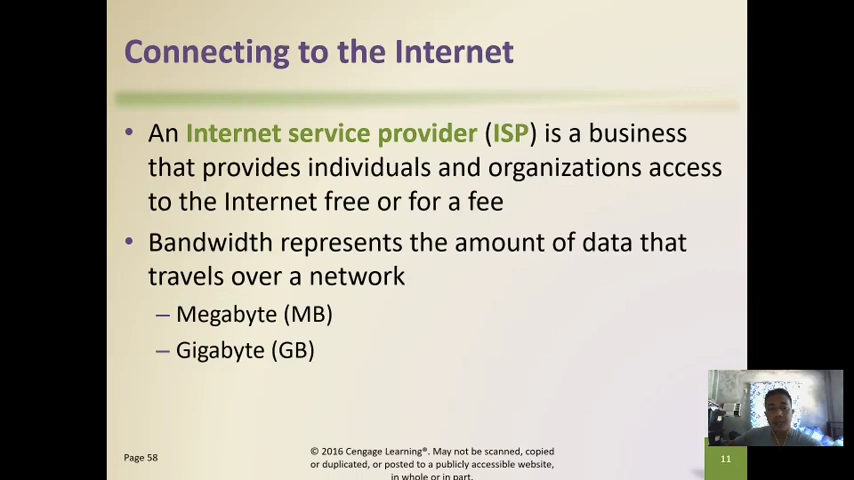 Connecting to the Internet
• An Internet service provider (ISP) is a business
that provides individuals and organizations access
to the Internet free or for a fee
• Bandwidth represents the amount of data that
travels over a network
– Megabyte (MB)
– Gigabyte (GB)
Page 58
© 2016 Cengage Learning®. May not be scanned, copied
or duplicated, or posted to a publicly accessible website,
in whole or in part.
11